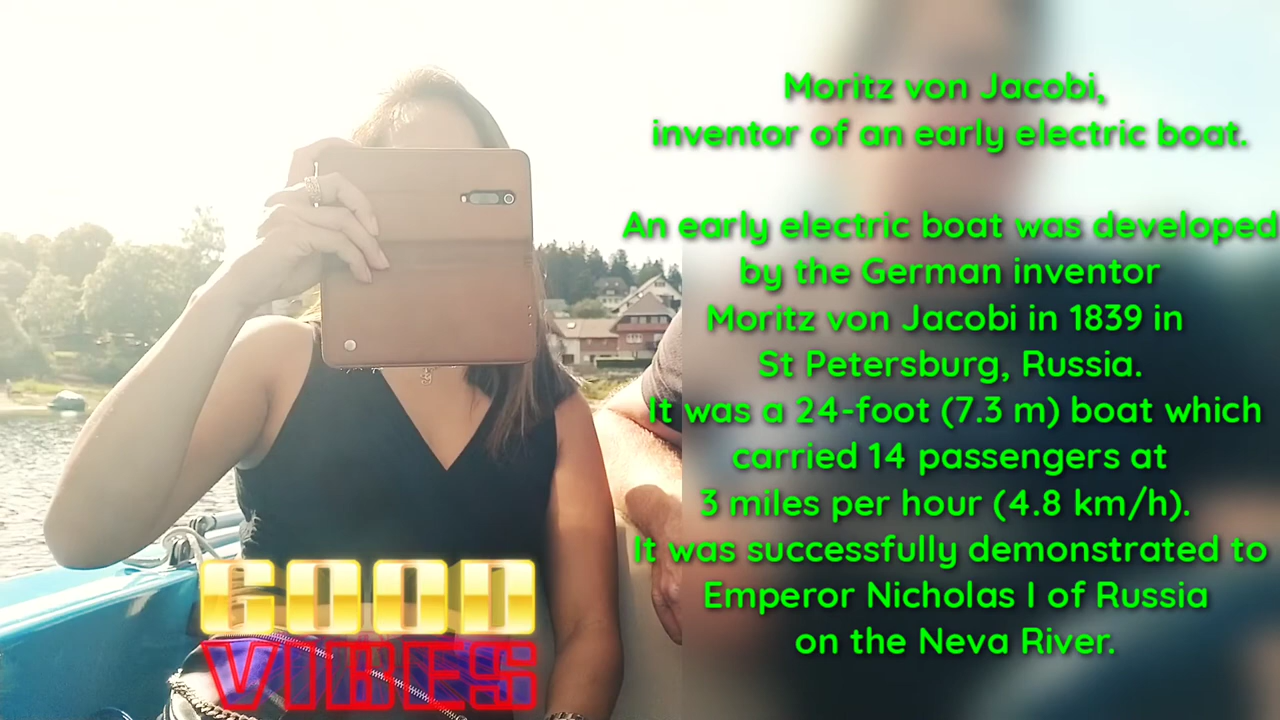 Moritz von Jacobi,
inventor of an early electric boat.
An early electric boat was developed
by the German inventor
Moritz von Jacobi in 1839 in
St Petersburg, Russia.
It was a 24-foot (7.3 m) boat which
carried 14 passengers at
3 miles per hour (4.8 km/h).
It was successfully demonstrated to
Emperor Nicholas I of Russia
on the Neva River.
GOOD
VIBES